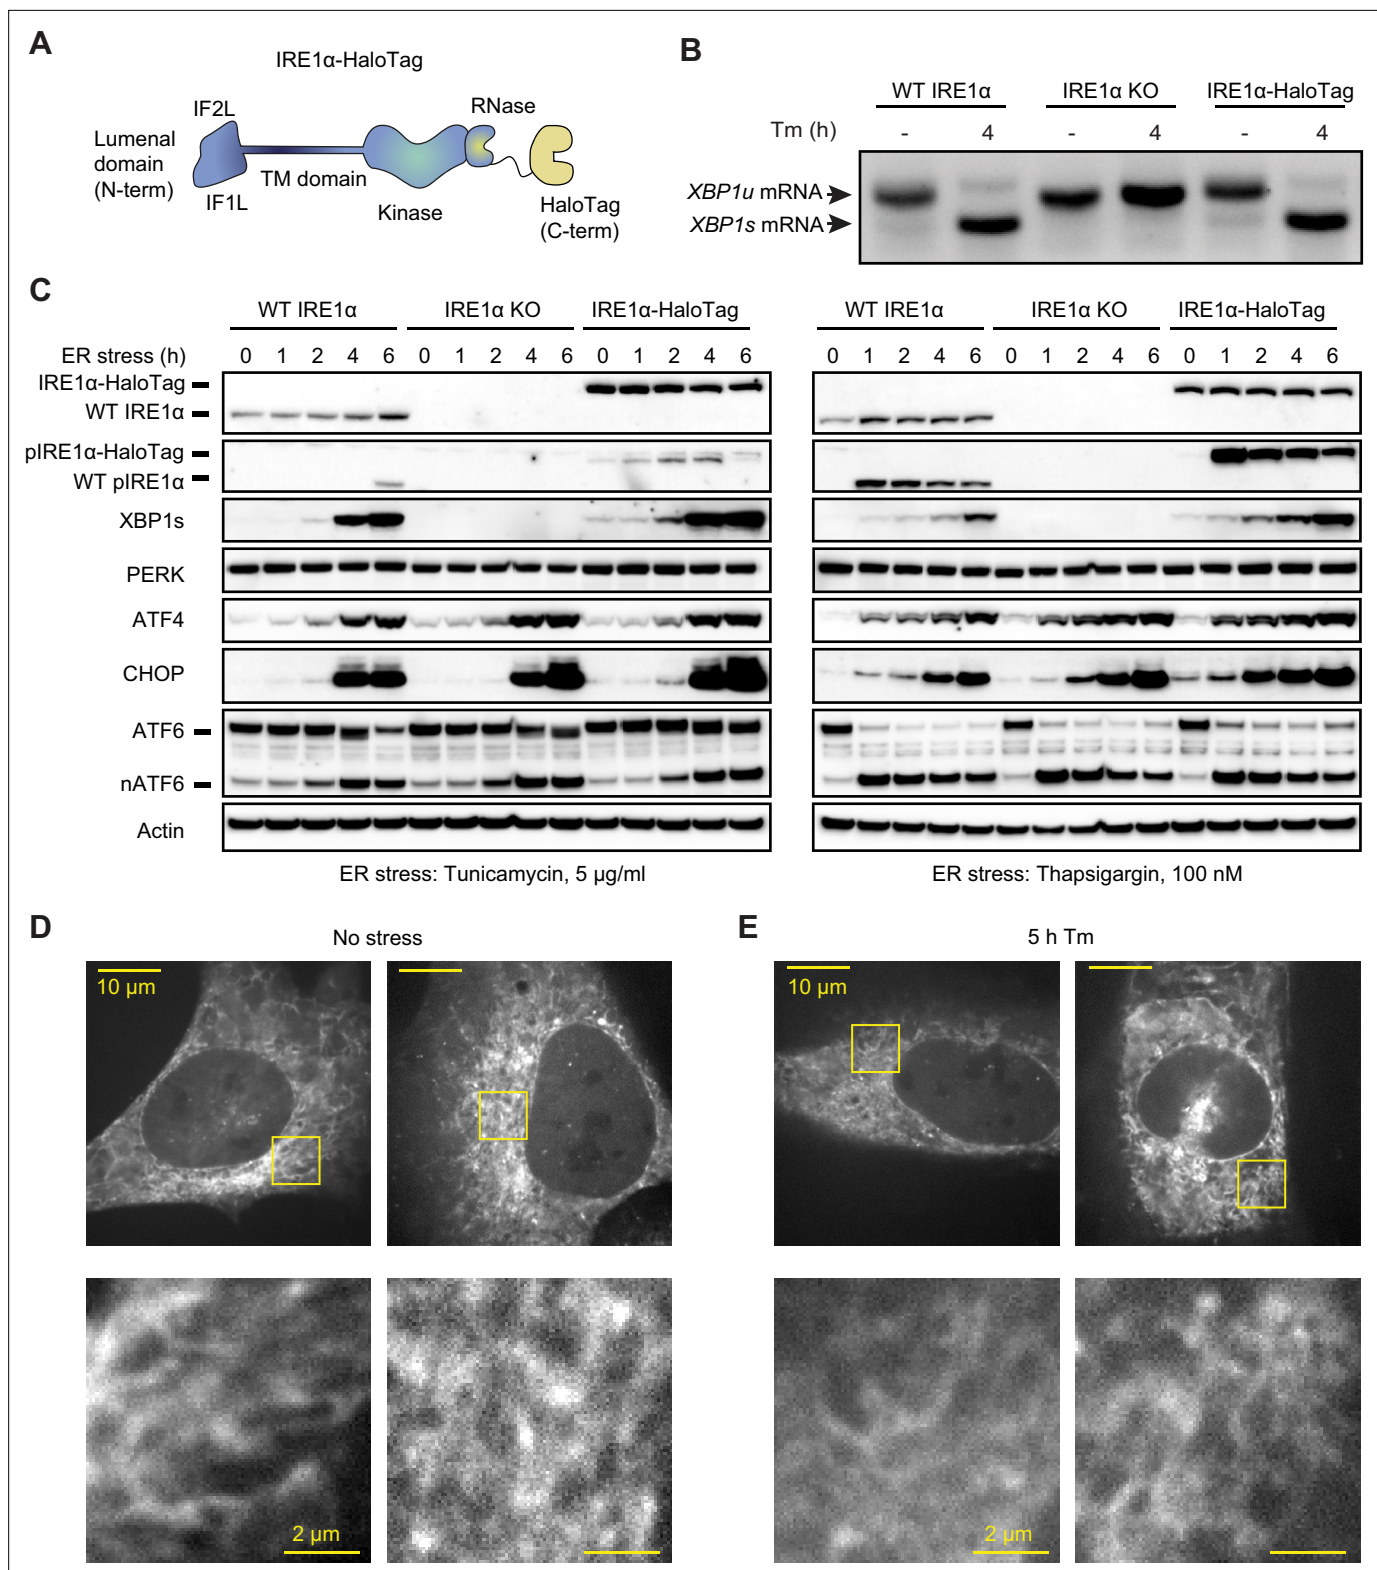 A
IRE1α-HaloTag
IF2L
RNase
Lumenal
domain
(N-term)
TM domain
IF1L
Kinase
HaloTag
(C-term)
B
WT IRE1α IRE1α KO IRE1α-HaloTag
Tm (h) - 4 - 4 - 4
XBP1u mRNA
XBP1s mRNA
C
WT IRE1α IRE1α KO IRE1α-HaloTag WT IRE1α IRE1α KO IRE1α-HaloTag
ER stress (h) 0 1 2 4 6 0 1 2 4 6 0 1 2 4 6 0 1 2 4 6 0 1 2 4 6 0 1 2 4 6
IRE1α-HaloTag
WT IRE1α
pIRE1α-HaloTag
WT pIRE1α
XBP1s
PERK
ATF4
CHOP
ATF6
nATF6
Actin
ER stress: Tunicamycin, 5 µg/ml ER stress: Thapsigargin, 100 nM
D
No stress
10 µm
2 µm
E
5 h Tm
10 µm
2 µm